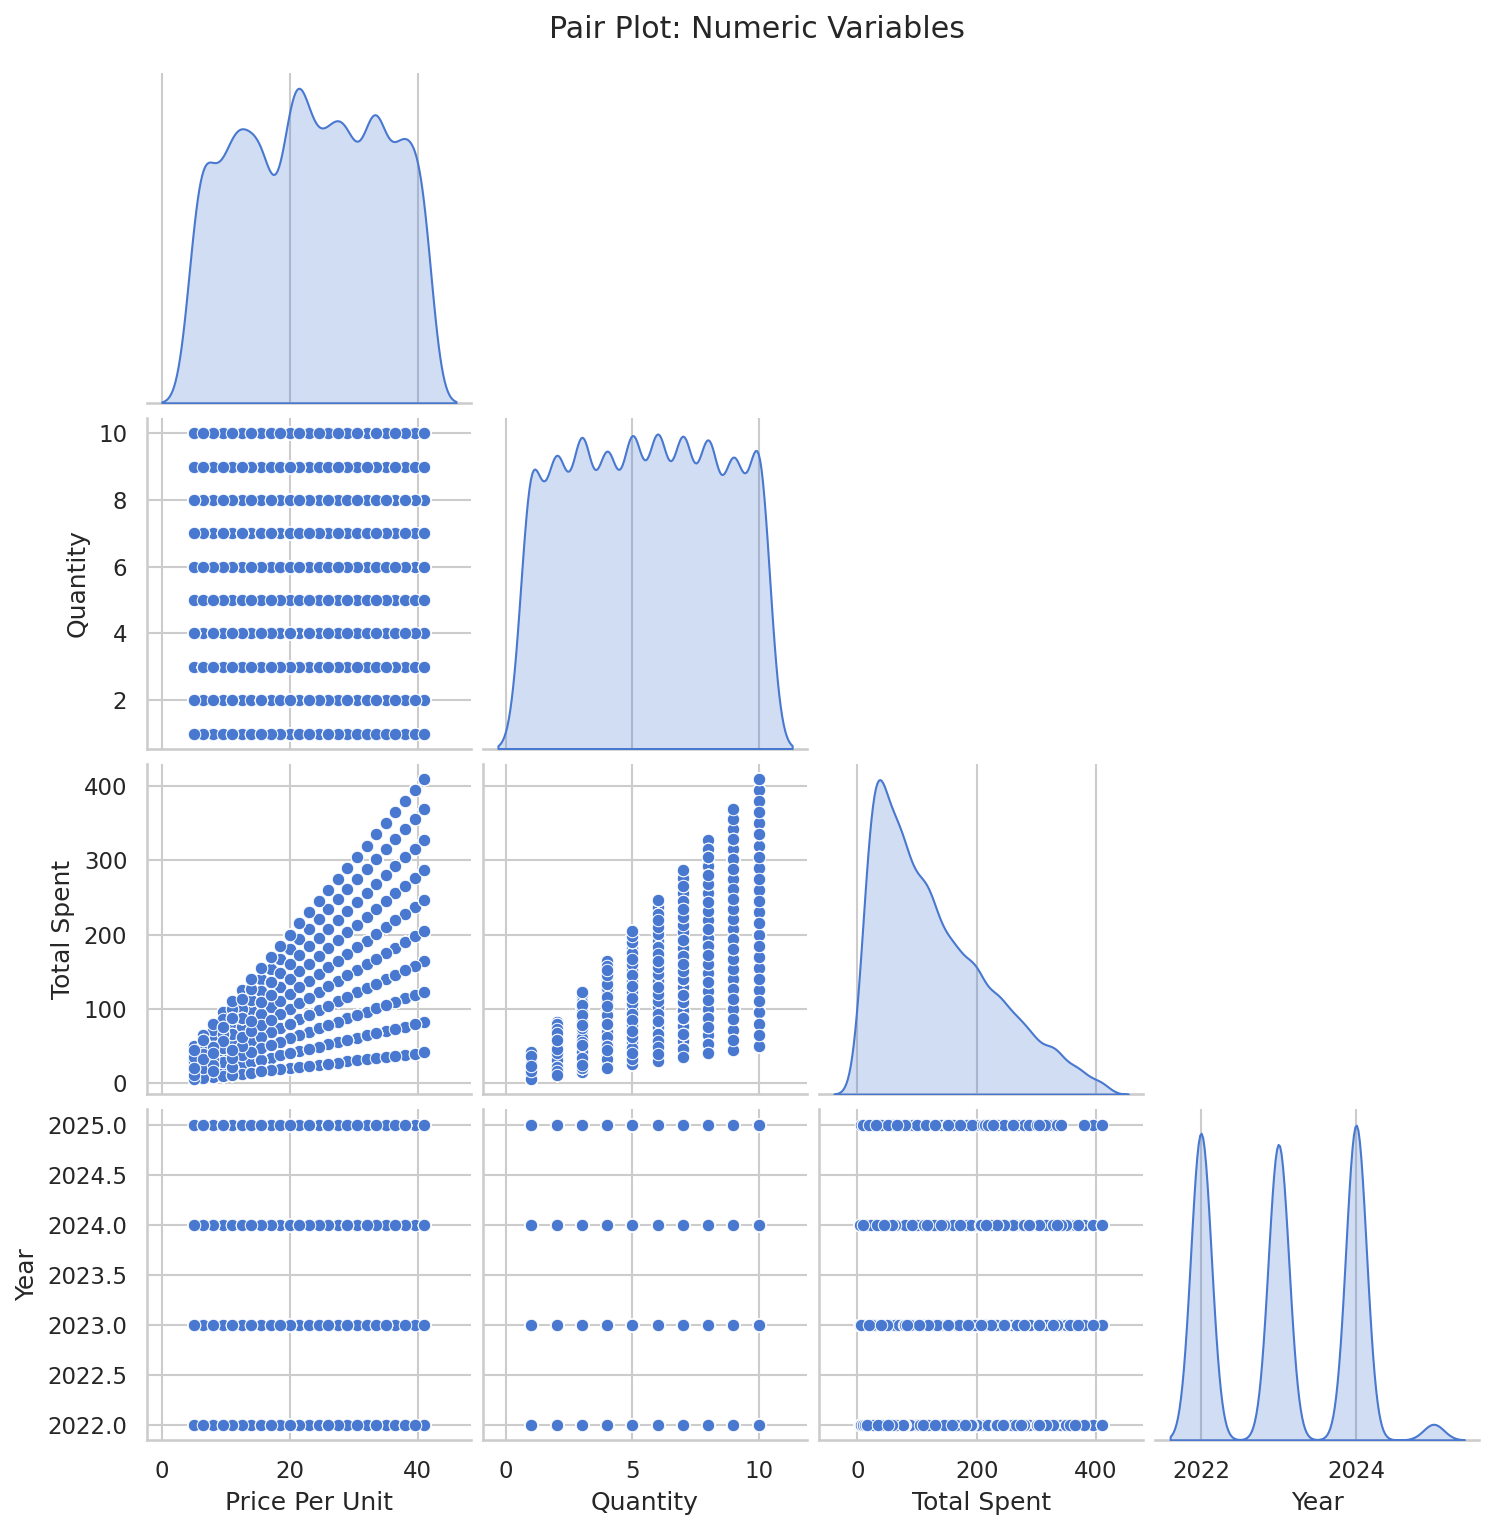 Pair Plot: Numeric Variables
10
8
6
4
2
Quantity
400
300
200
100
0
Total Spent
2025.0
2024.5
2024.0
2023.5
2023.0
2022.5
2022.0
Year
0 20 40
0 5 10
0 200 400
2022 2024
Price Per Unit
Quantity
Total Spent
Year